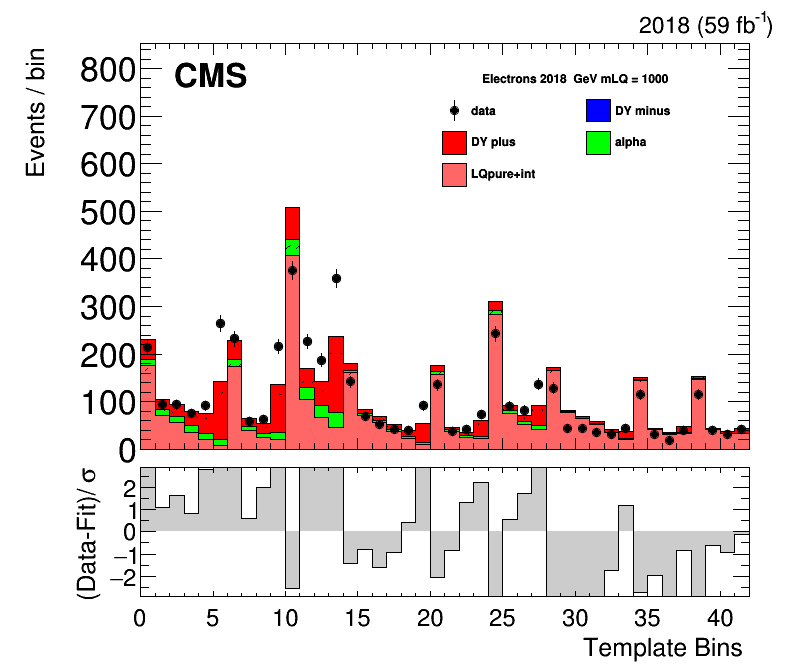 2018 (59 fb-1)
CMS
Electrons 2018 GeV mLQ = 1000
data
DY minus
DY plus
alpha
LQpure+int
Events / bin
800
700
600
500
400
300
200
100
0
(Data-Fit)/ σ
2
1
0
−1
−2
0 5 10 15 20 25 30 35 40
Template Bins